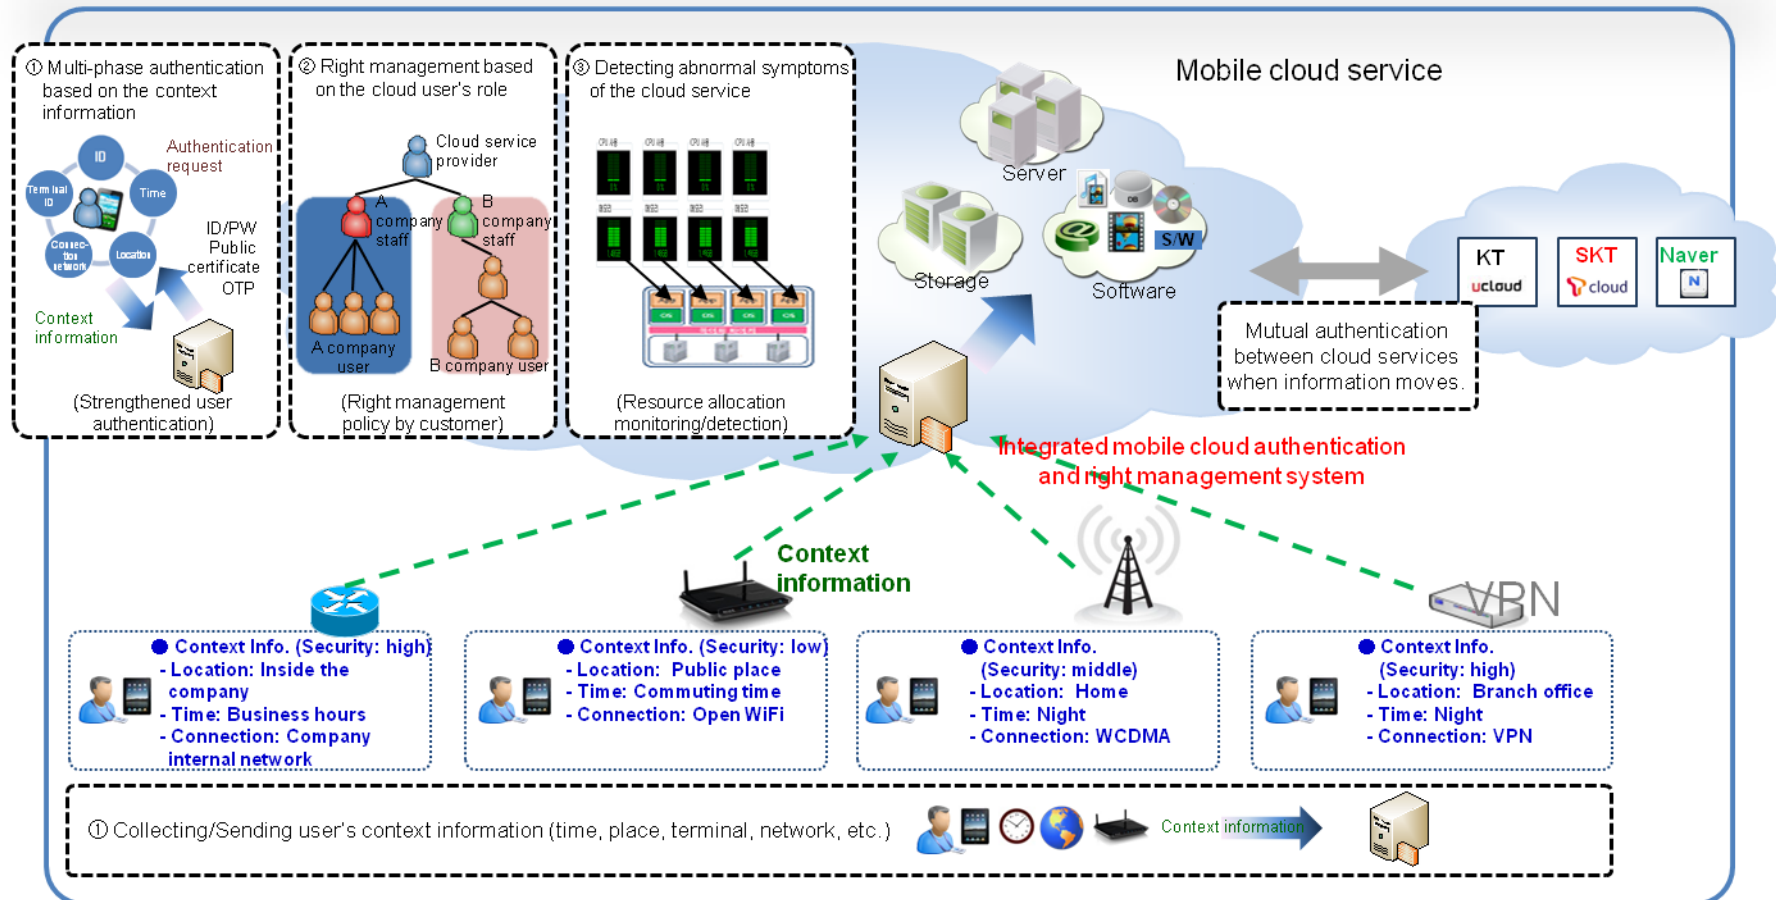 Mobile cloud service
① Multi-phase authentication
based on the context
information
ID
Time
Location
Connec-
tion
network
Terminal
ID
Authentication
request
ID/PW
Public
certificate
OTP
Context
information
(Strengthened user
authentication)
② Right management based
on the cloud user's role
Cloud service
provider
A
company
staff
B
company
staff
A company
user
B company user
(Right management
policy by customer)
③ Detecting abnormal symptoms
of the cloud service
(Resource allocation
monitoring/detection)
Server
Storage
DB
S/W
Software
KT
ucloud
SKT
T cloud
Naver
N
Mutual authentication
between cloud services
when information moves.
Integrated mobile cloud authentication
and right management system
Context
information
VPN
Context Info. (Security: high)
- Location: Inside the
company
- Time: Business hours
- Connection: Company
internal network
Context Info. (Security: low)
- Location: Public place
- Time: Commuting time
- Connection: Open WiFi
Context Info.
(Security: middle)
- Location: Home
- Time: Night
- Connection: WCDMA
Context Info.
(Security: high)
- Location: Branch office
- Time: Night
- Connection: VPN
① Collecting/Sending user's context information (time, place, terminal, network, etc.)
Context information